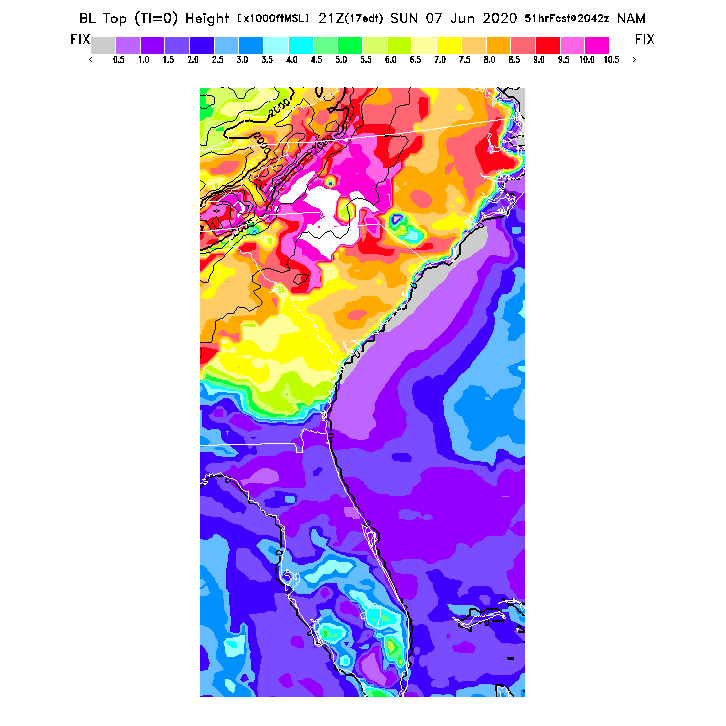 BL Top (TI=0) Height [x1000ftMSL] 21Z(17edt) SUN 07 Jun 2020 51hrFcst@2042z NAM
FIX FIX
< 0.5 1.0 1.5 2.0 2.5 3.0 3.5 4.0 4.5 5.0 5.5 6.0 6.5 7.0 7.5 8.0 8.5 9.0 9.5 10.0 10.5 >
2000
2000
2000